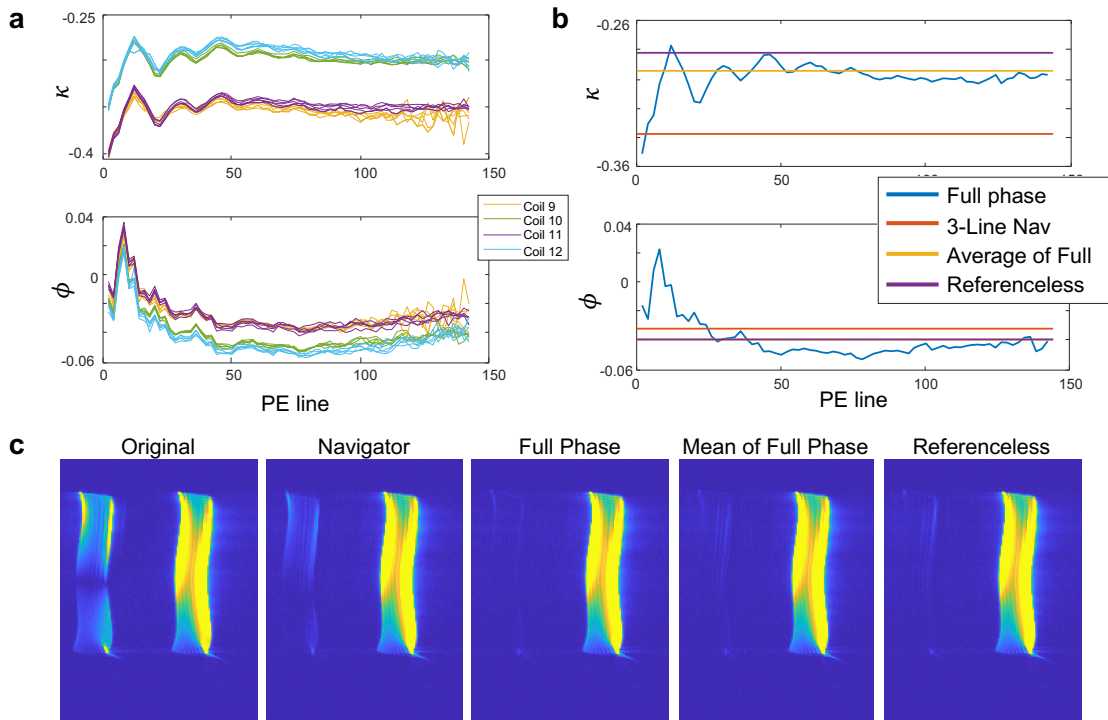 a
-0.25
κ
-0.4
0 50 100 150
0.04
0
ϕ
-0.06
0 50 100 150
PE line
Coil 9
Coil 10
Coil 11
Coil 12
b
-0.26
κ
-0.36
0 50 100 150
Full phase
3-Line Nav
Average of Full
Referenceless
0.04
0
ϕ
-0.06
0 50 100 150
PE line
c
Original Navigator Full Phase Mean of Full Phase Referenceless